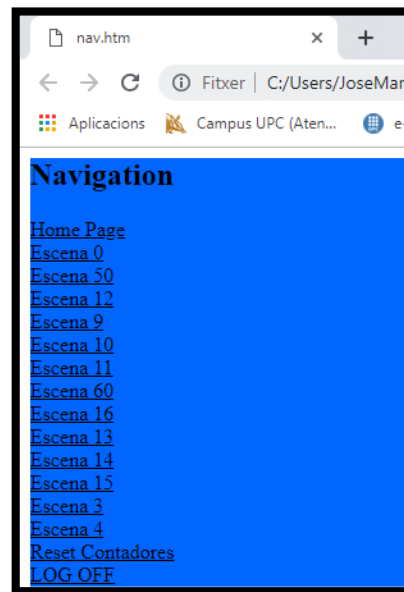 nav.htm
Fitxer | C:/Users/JoseMar
Aplicacions Campus UPC (Aten... e-
Navigation
Home Page
Escena 0
Escena 50
Escena 12
Escena 9
Escena 10
Escena 11
Escena 60
Escena 16
Escena 13
Escena 14
Escena 15
Escena 3
Escena 4
Reset Contadores
LOG OFF